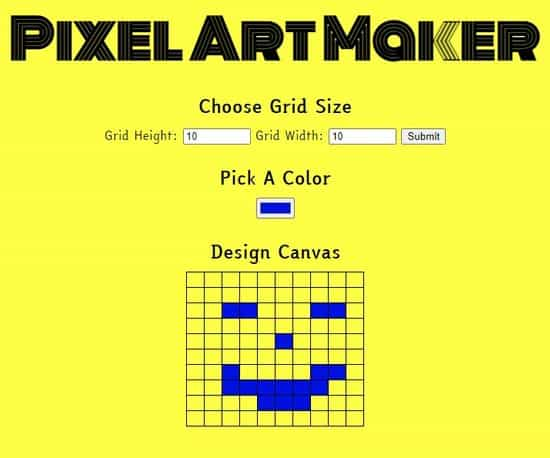 Pixel Art Maker
Choose Grid Size
Grid Height: 10 Grid Width: 10 Submit
Pick A Color
Design Canvas